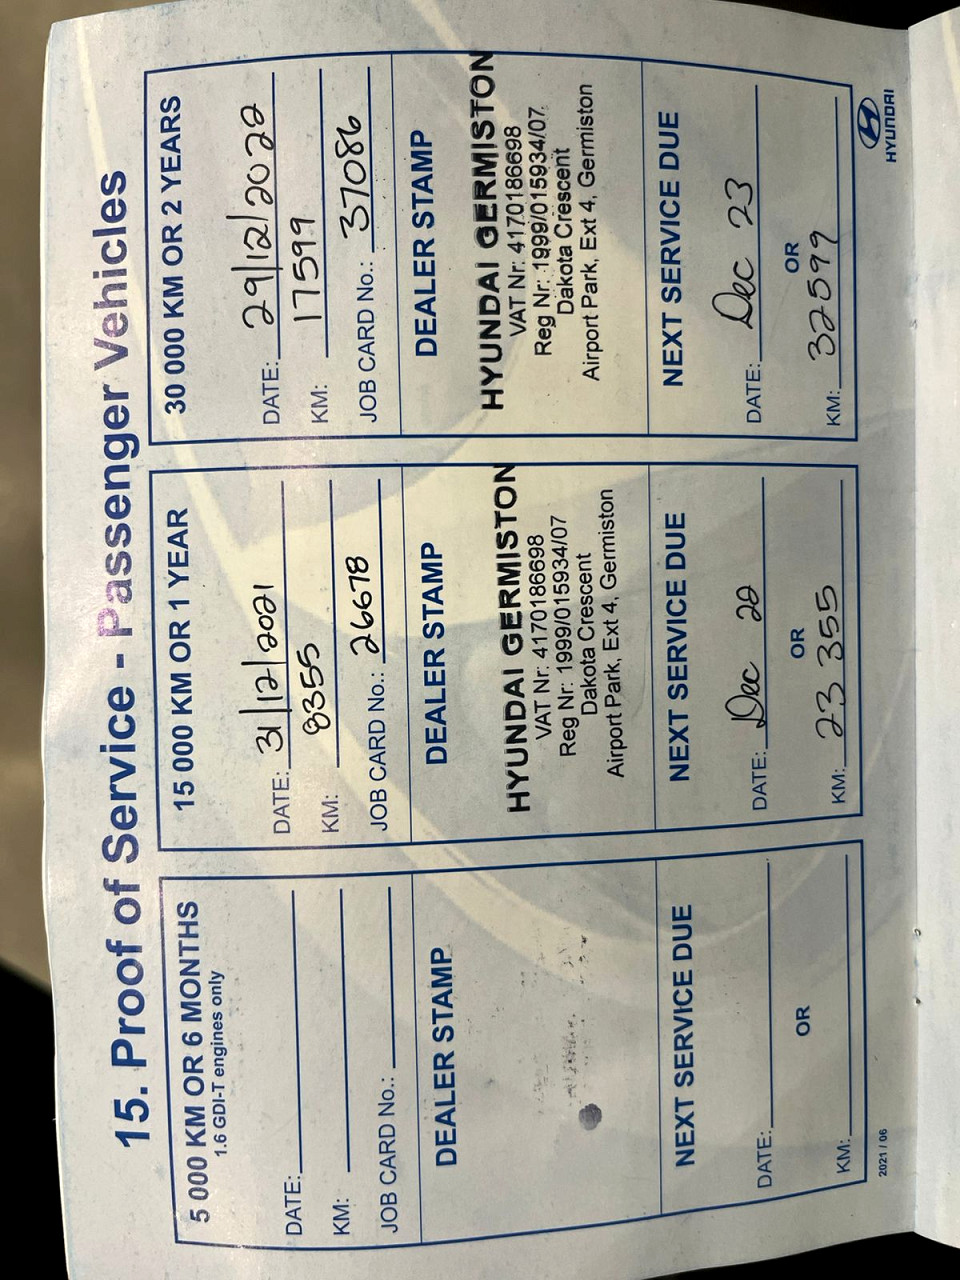 15. Proof of Service - Passenger Vehicles
5 000 KM OR 6 MONTHS
1.6 GDI-T engines only
DATE:
KM:
JOB CARD No.:
DEALER STAMP
NEXT SERVICE DUE
DATE:
OR
KM:
15 000 KM OR 1 YEAR
DATE: 31/12/2021
KM: 8355
JOB CARD No.: 26678
DEALER STAMP
HYUNDAI GERMISTON
VAT Nr: 4170186698
Reg Nr: 1999/015934/07
Dakota Crescent
Airport Park, Ext 4, Germiston
NEXT SERVICE DUE
DATE: Dec 22
OR
KM: 23 355
30 000 KM OR 2 YEARS
DATE: 29/12/2022
KM: 17599
JOB CARD No.: 37086
DEALER STAMP
HYUNDAI GERMISTON
VAT Nr: 4170186698
Reg Nr: 1999/015934/07
Dakota Crescent
Airport Park, Ext 4, Germiston
NEXT SERVICE DUE
DATE: Dec 23
OR
KM: 32599
2021 / 06
HYUNDAI